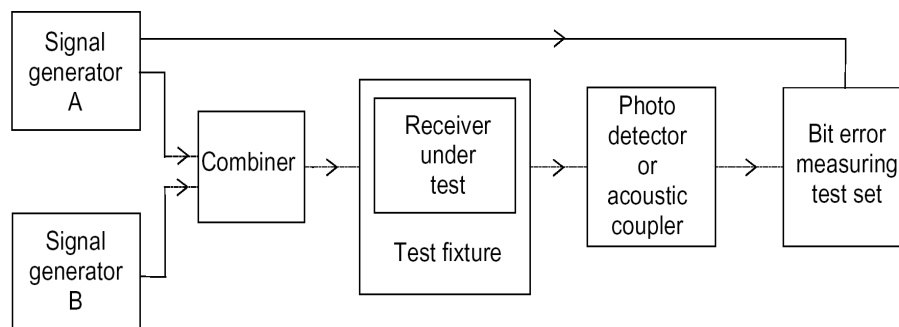 Signal
generator
A
Combiner
Receiver
under
test
Test fixture
Photo
detector
or
acoustic
coupler
Bit error
measuring
test set
Signal
generator
B